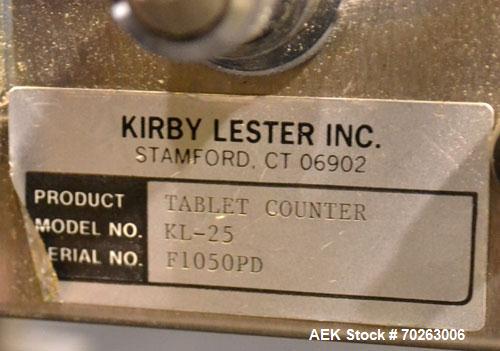 KIRBY LESTER INC.
STAMFORD, CT 06902
PRODUCT TABLET COUNTER
MODEL NO. KL-25
ERIAL NO. F1050PD
AEK Stock # 70263006